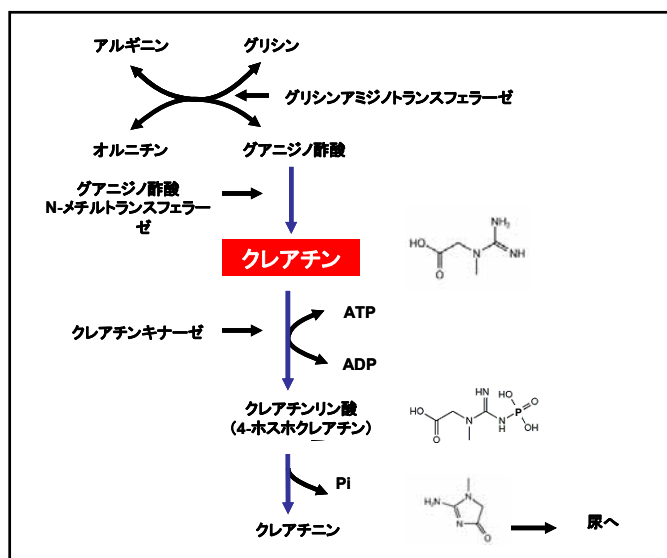 アルギニン
グリシン
グリシンアミジノトランスフェラーゼ
オルニチン
グアニジノ酢酸
グアニジノ酢酸
N-メチルトランスフェラー
ゼ
クレアチン
HO
O
N
NH₂
NH
クレアチンキナーゼ
ATP
ADP
クレアチンリン酸
（4-ホスホクレアチン）
HO
O
N
NH
N
H
HO
P
O
OH
Pi
クレアチニン
H₂N
N
N
O
尿へ